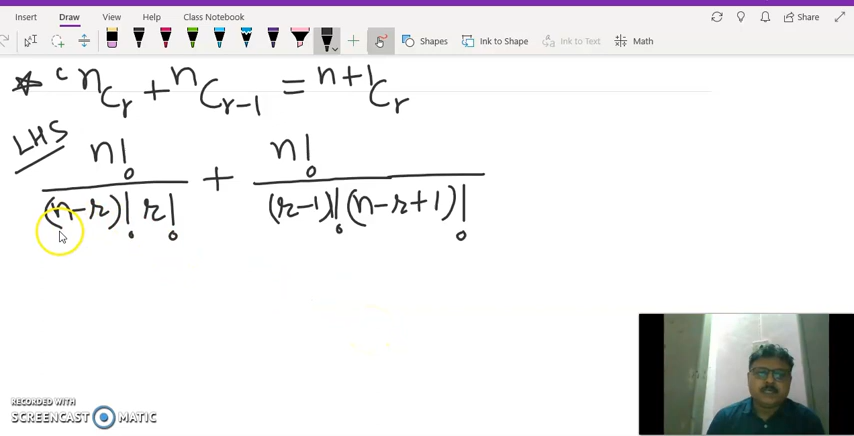 Insert Draw View Help Class Notebook Share
Shapes Ink to Shape Ink to Text Math
* ⁿCᵣ + ⁿCᵣ₋₁ = ⁿ⁺¹Cᵣ
LHS
n! + n!
(n-r)! r! (r-1)! (n-r+1)!
RECORDED WITH
SCREENCAST MATIC